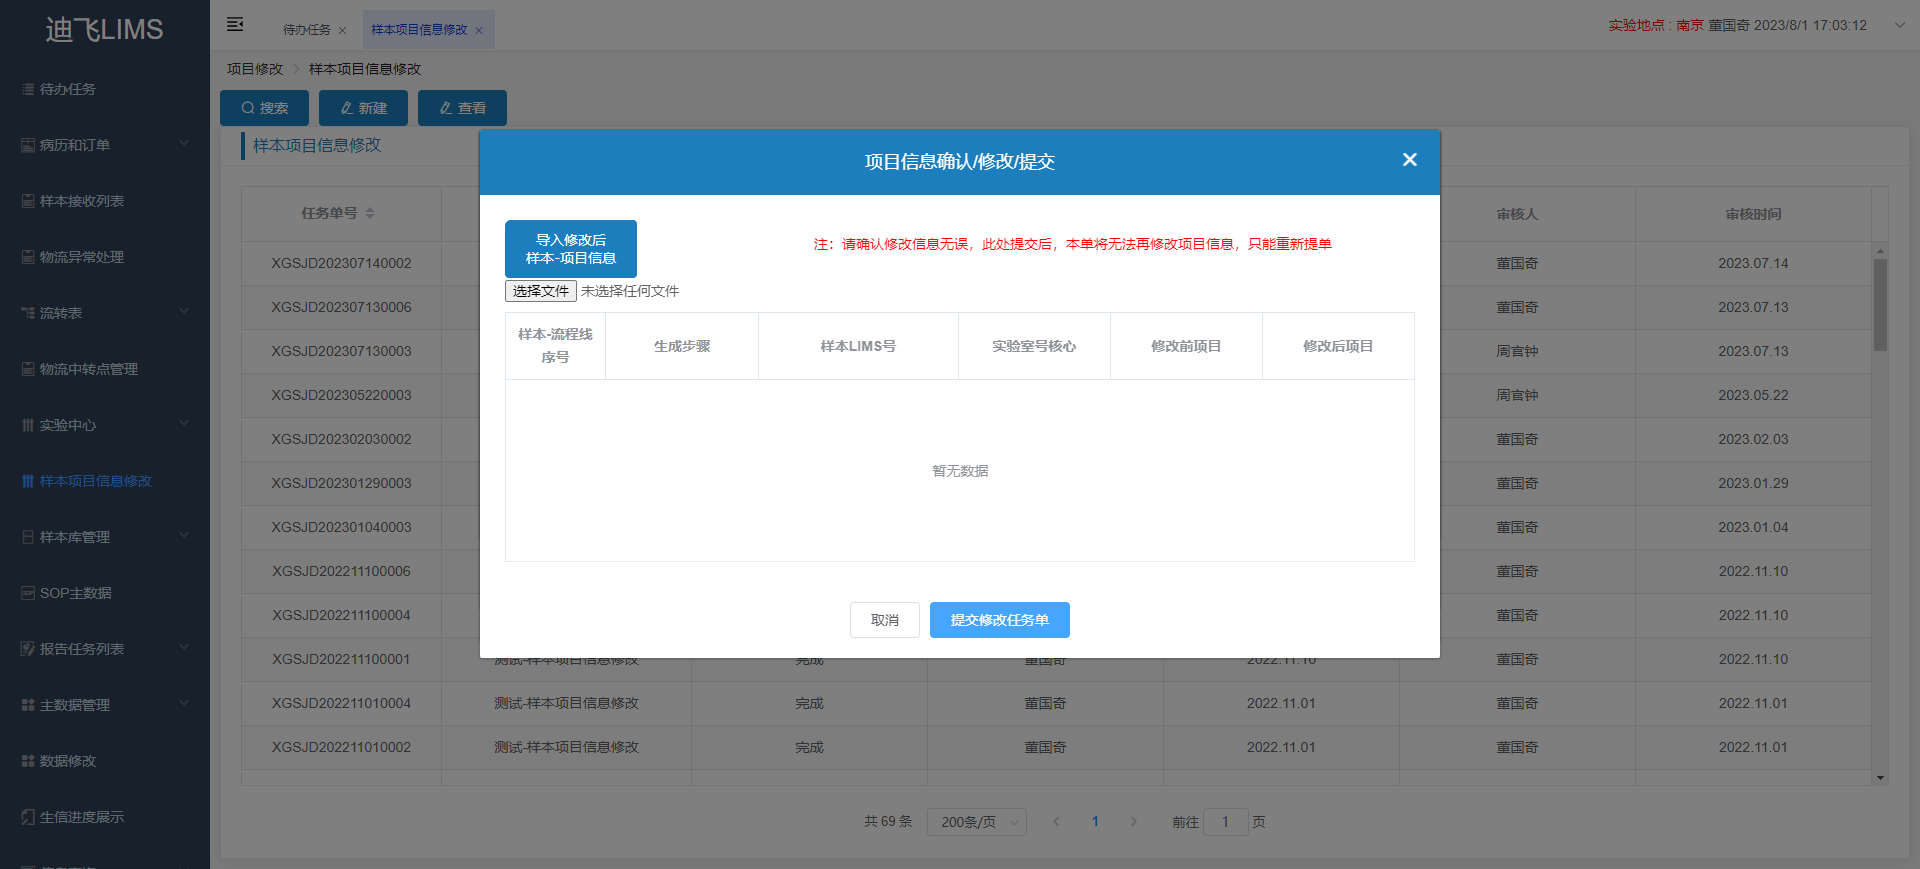 迪飞LIMS
待办任务
病历和订单
样本接收列表
物流异常处理
流转表
物流中转点管理
实验中心
样本项目信息修改
样本库管理
SOP主数据
报告任务列表
主数据管理
数据修改
生信进度展示
待办任务 样本项目信息修改
实验地点 : 南京 董国奇 2023/8/1 17:03:12
项目修改 > 样本项目信息修改
搜索 新建 查看
样本项目信息修改
任务单号 审核人 审核时间
XGSJD202307140002 董国奇 2023.07.14
XGSJD202307130006 董国奇 2023.07.13
XGSJD202307130003 周官钟 2023.07.13
XGSJD202305220003 周官钟 2023.05.22
XGSJD202302030002 董国奇 2023.02.03
XGSJD202301290003 董国奇 2023.01.29
XGSJD202301040003 董国奇 2023.01.04
XGSJD202211100006 董国奇 2022.11.10
XGSJD202211100004 董国奇 2022.11.10
XGSJD202211100001 测试-样本项目信息修改 完成 董国奇 2022.11.10 董国奇 2022.11.10
XGSJD202211010004 测试-样本项目信息修改 完成 董国奇 2022.11.01 董国奇 2022.11.01
XGSJD202211010002 测试-样本项目信息修改 完成 董国奇 2022.11.01 董国奇 2022.11.01
共 69 条 200条/页 1 前往 1 页
项目信息确认/修改/提交
导入修改后
样本-项目信息
注：请确认修改信息无误，此处提交后，本单将无法再修改项目信息，只能重新提单
选择文件 未选择任何文件
样本-流程线
序号
生成步骤 样本LIMS号 实验室号核心 修改前项目 修改后项目
暂无数据
取消 提交修改任务单